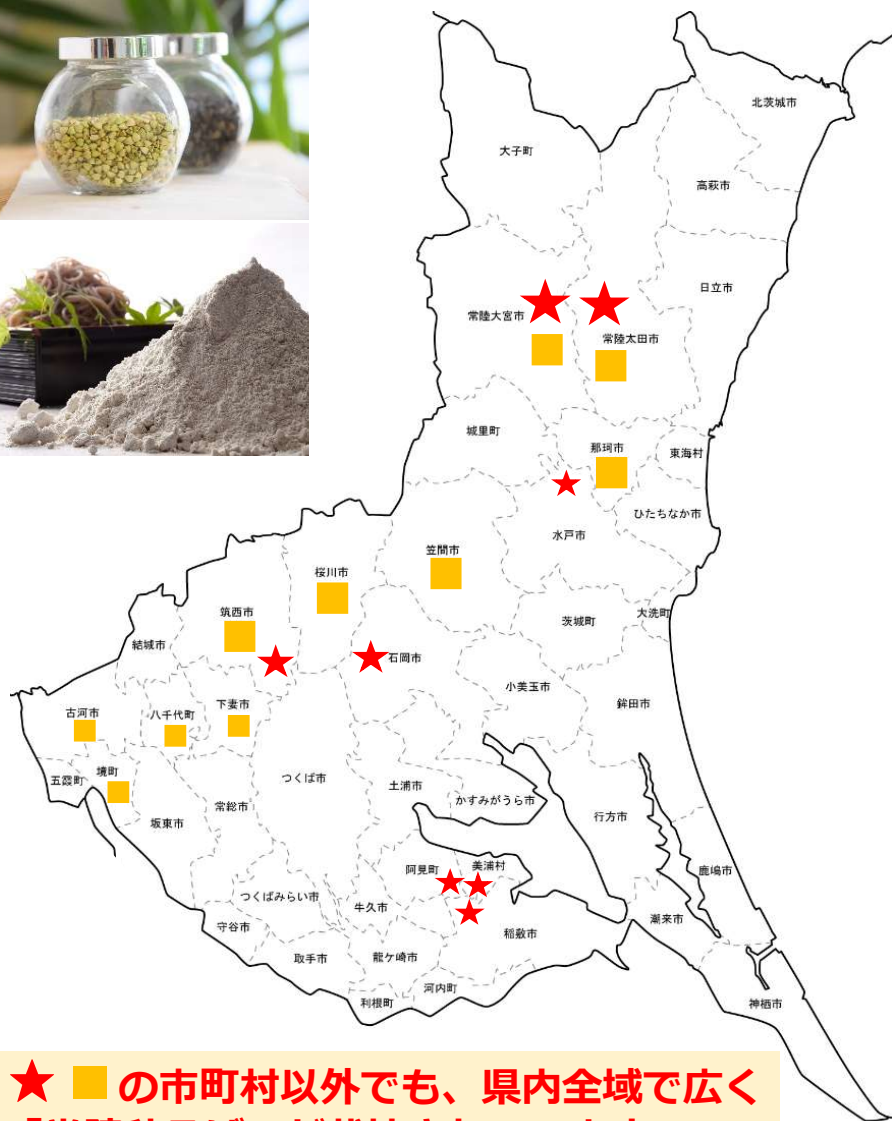 北茨城市
大子町
高萩市
日立市
常陸大宮市
常陸太田市
城里町
那珂市
東海村
ひたちなか市
水戸市
笠間市
桜川市
筑西市
茨城町
大洗町
結城市
石岡市
小美玉市
鉾田市
古河市
八千代町
下妻市
五霞町
境町
つくば市
土浦市
かすみがうら市
坂東市
常総市
行方市
阿見町
美浦村
鹿嶋市
つくばみらい市
牛久市
守谷市
稲敷市
潮来市
取手市
龍ケ崎市
利根町
河内町
神栖市
★ ■ の市町村以外でも、県内全域で広く